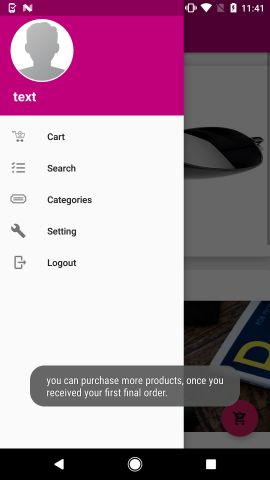 11:41
text
Cart
Search
Categories
Setting
Logout
you can purchase more products, once you
received your first final order.